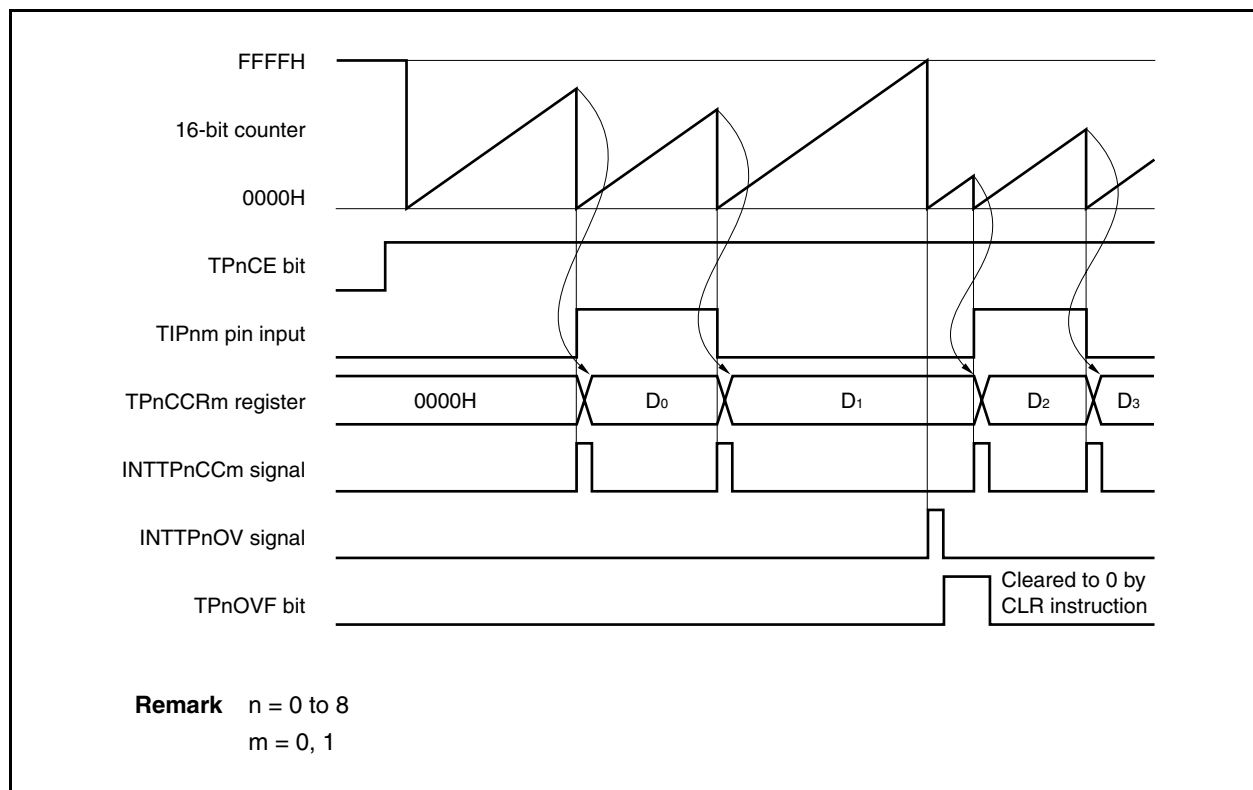 FFFFH
16-bit counter
0000H
TPnCE bit
TIPnm pin input
TPnCCRm register
0000H
D0
D1
D2
D3
INTTPnCCm signal
INTTPnOV signal
TPnOVF bit
Cleared to 0 by
CLR instruction
Remark n = 0 to 8
m = 0, 1